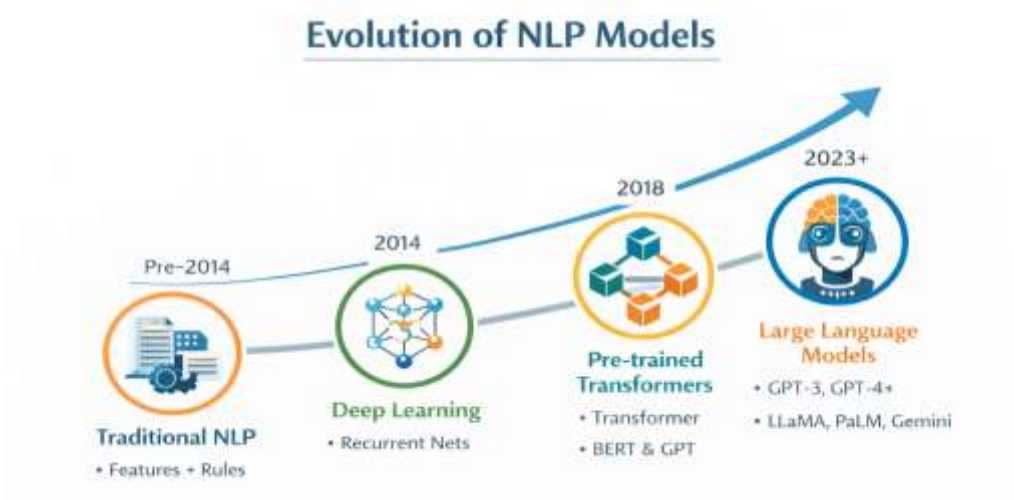 Evolution of NLP Models
Pre-2014
Traditional NLP
• Features + Rules
2014
Deep Learning
• Recurrent Nets
2018
Pre-trained
Transformers
• Transformer
• BERT & GPT
2023+
Large Language
Models
• GPT-3, GPT-4+
• LLaMA, PaLM, Gemini